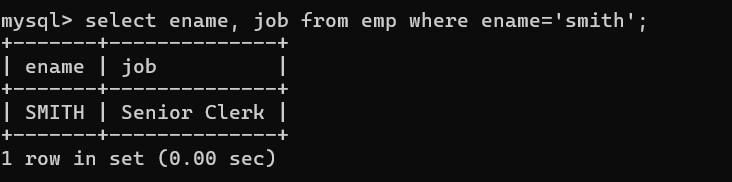 mysql> select ename, job from emp where ename='smith';
+-------+--------------+
| ename | job          |
+-------+--------------+
| SMITH | Senior Clerk |
+-------+--------------+
1 row in set (0.00 sec)